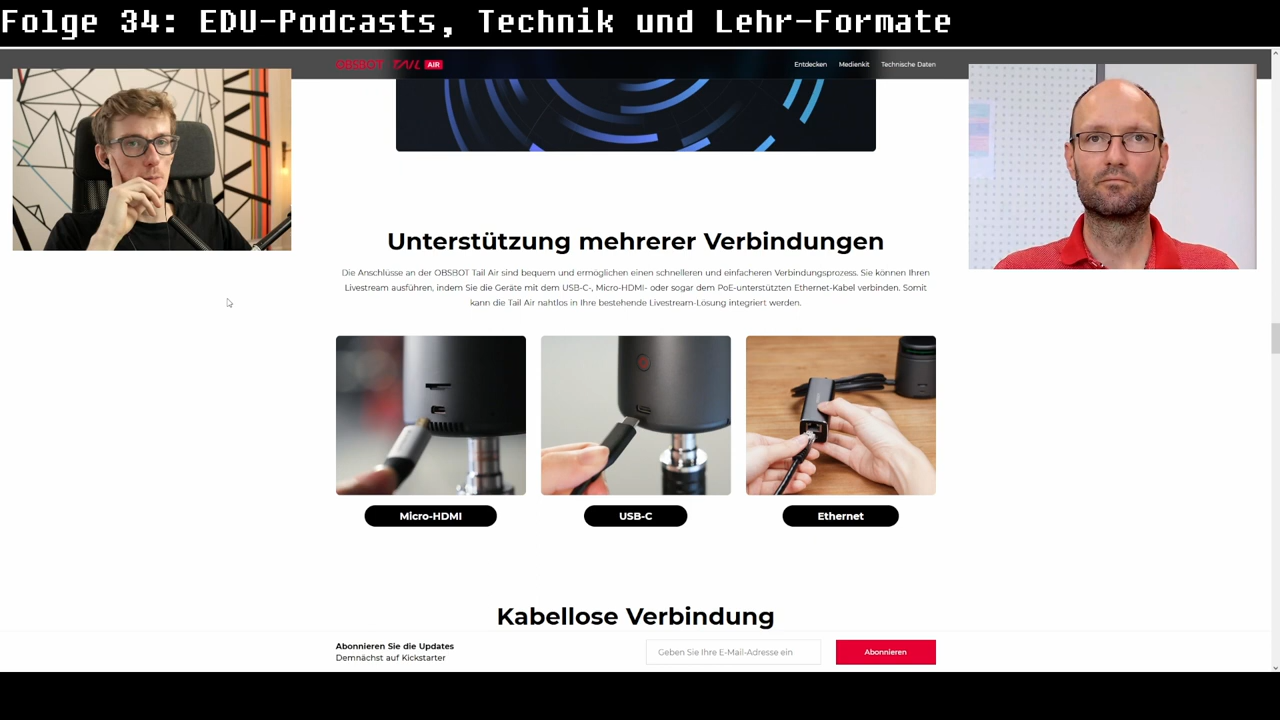 Folge 34: EDU-Podcasts, Technik und Lehr-Formate
OBSBOT TAIL AIR
Entdecken Medienkit Technische Daten
Unterstützung mehrerer Verbindungen
Die Anschlüsse an der OBSBOT Tail Air sind bequem und ermöglichen einen schnelleren und einfacheren Verbindungsprozess. Sie können Ihren
Livestream ausführen, indem Sie die Geräte mit dem USB-C-, Micro-HDMI- oder sogar dem PoE-unterstützten Ethernet-Kabel verbinden. Somit
kann die Tail Air nahtlos in Ihre bestehende Livestream-Lösung integriert werden.
Micro-HDMI
USB-C
Ethernet
Kabellose Verbindung
Abonnieren Sie die Updates
Demnächst auf Kickstarter
Geben Sie Ihre E-Mail-Adresse ein
Abonnieren